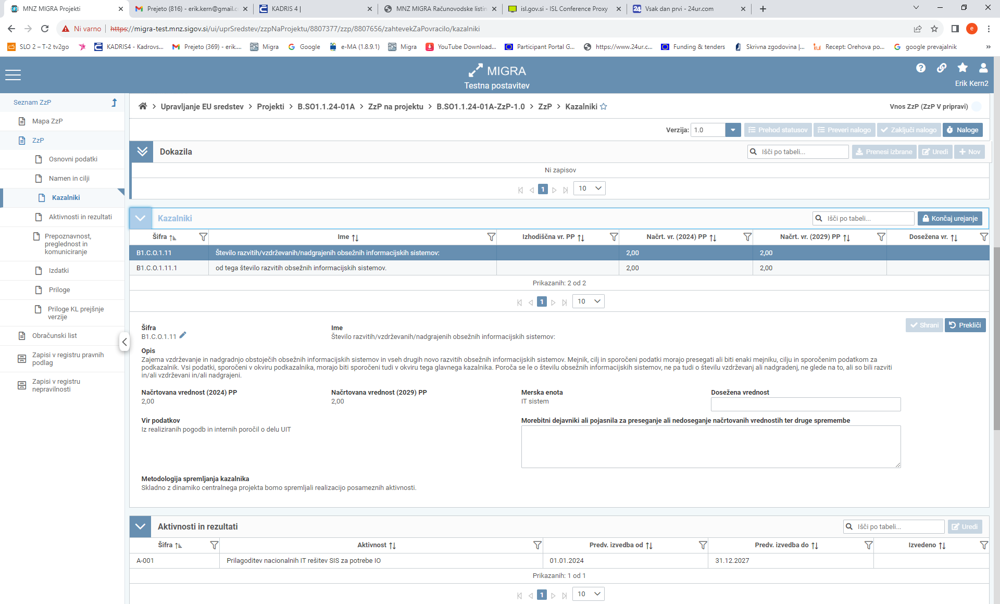 MNZ MIGRA Projekti
Prejeto (816) - erik.kern@gmail.c
KADRIS 4 |
MNZ MIGRA Računovodske listin
isl.gov.si - ISL Conference Proxy
24 Vsak dan prvi - 24ur.com
Ni varno https://migra-test.mnz.sigov.si/ui/uprSredstev/zzpNaProjektu/8807377/zzp/8807656/zahtevekZaPovracilo/kazalniki
e
SLO 2 – T-2 tv2go
KADRIS4 - Kadrovs...
Prejeto (369) - erik....
Migra
Google
e-MA (1.8.9.1)
Migra
YouTube Download...
Participant Portal G...
https://www.24ur.c...
Funding & tenders
Skrivna zgodovina |...
kul Recept: Orehova po...
google prevajalnik
»
MIGRA
Testna postavitev
Erik Kern2
Seznam ZzP
Mapa ZzP
ZzP
Osnovni podatki
Namen in cilji
Kazalniki
Aktivnosti in rezultati
Prepoznavnost,
preglednost in
komuniciranje
Izdatki
Priloge
Priloge KL prejšnje
verzije
Obračunski list
Zapisi v registru pravnih
podlag
Zapisi v registru
nepravilnosti
> Upravljanje EU sredstev > Projekti > B.SO1.1.24-01A > ZzP na projektu > B.SO1.1.24-01A-ZzP-1.0 > ZzP > Kazalniki
Vnos ZzP (ZzP V pripravi)
Verzija: 1.0 Prehod statusov Preveri nalogo Zaključi nalogo Naloge
Dokazila Išči po tabeli... Prenesi izbrane Uredi + Nov
Ni zapisov
1 10
Kazalniki Išči po tabeli... Končaj urejanje
Šifra Ime Izhodiščna vr. PP Načrt. vr. (2024) PP Načrt. vr. (2029) PP Dosežena vr.
B1.C.O.1.11 Število razvitih/vzdrževanih/nadgrajenih obsežnih informacijskih sistemov: 2,00 2,00
B1.C.O.1.11.1 od tega število razvitih obsežnih informacijskih sistemov. 2,00 2,00
Prikazanih: 2 od 2
1 10
Shrani Prekliči
Šifra Ime
B1.C.O.1.11 Število razvitih/vzdrževanih/nadgrajenih obsežnih informacijskih sistemov:
Opis
Zajema vzdrževanje in nadgradnjo obstoječih obsežnih informacijskih sistemov in vseh drugih novo razvitih obsežnih informacijskih sistemov. Mejnik, cilj in sporočeni podatki morajo presegati ali biti enaki mejniku, cilju in sporočenim podatkom za
podkazalnik. Vsi podatki, sporočeni v okviru podkazalnika, morajo biti sporočeni tudi v okviru tega glavnega kazalnika. Poroča se le o številu obsežnih informacijskih sistemov, ne pa tudi o številu vzdrževanj ali nadgradenj, ne glede na to, ali so bili razviti
in/ali vzdrževani in/ali nadgrajeni.
Načrtovana vrednost (2024) PP Načrtovana vrednost (2029) PP Merska enota Dosežena vrednost
2,00 2,00 IT sistem
Vir podatkov Morebitni dejavniki ali pojasnila za preseganje ali nedoseganje načrtovanih vrednostih ter druge spremembe
Iz realiziranih pogodb in internih poročil o delu UIT
Metodologija spremljanja kazalnika
Skladno z dinamiko centralnega projekta bomo spremljali realizacijo posameznih aktivnosti.
Aktivnosti in rezultati Išči po tabeli... Uredi
Šifra Aktivnost Predv. izvedba od Predv. izvedba do Izvedeno
A-001 Prilagoditev nacionalnih IT rešitev SIS za potrebe IO 01.01.2024 31.12.2027
Prikazanih: 1 od 1
1 10